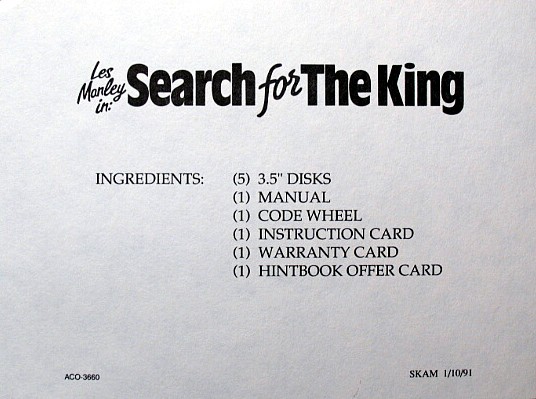 Les Manley in: Search for The King
INGREDIENTS: (5) 3.5" DISKS
(1) MANUAL
(1) CODE WHEEL
(1) INSTRUCTION CARD
(1) WARRANTY CARD
(1) HINTBOOK OFFER CARD
ACO-3660 SKAM 1/10/91